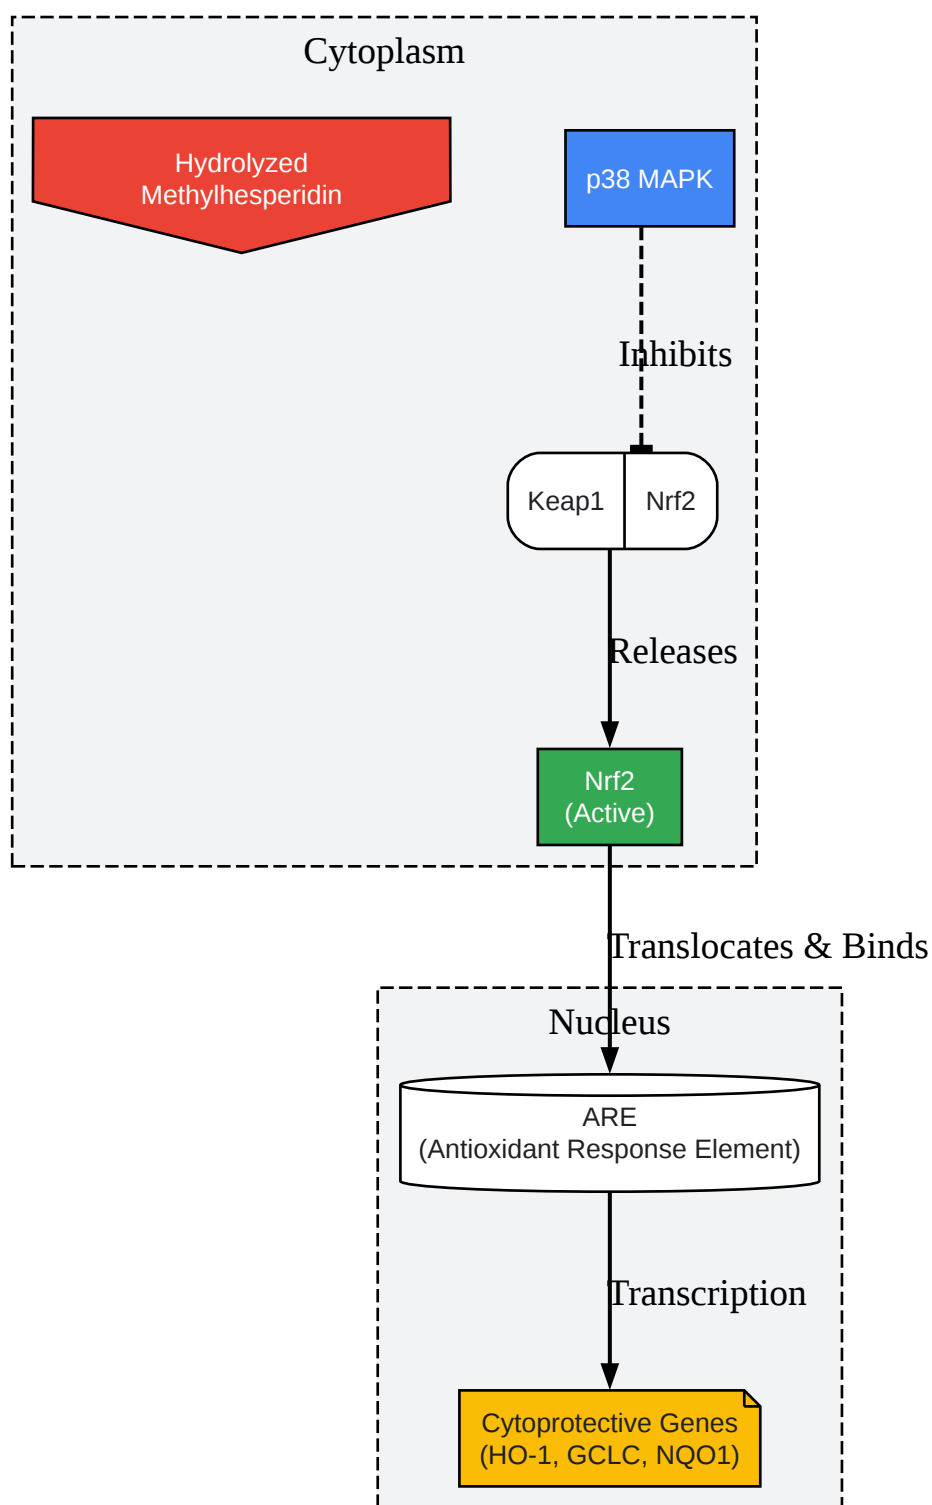 Cytoplasm
Hydrolyzed
Methylhesperidin
p38 MAPK
Inhibits
Keap1
Nrf2
Releases
Nrf2
(Active)
Translocates & Binds
Nucleus
ARE
(Antioxidant Response Element)
Transcription
Cytoprotective Genes
(HO-1, GCLC, NQO1)